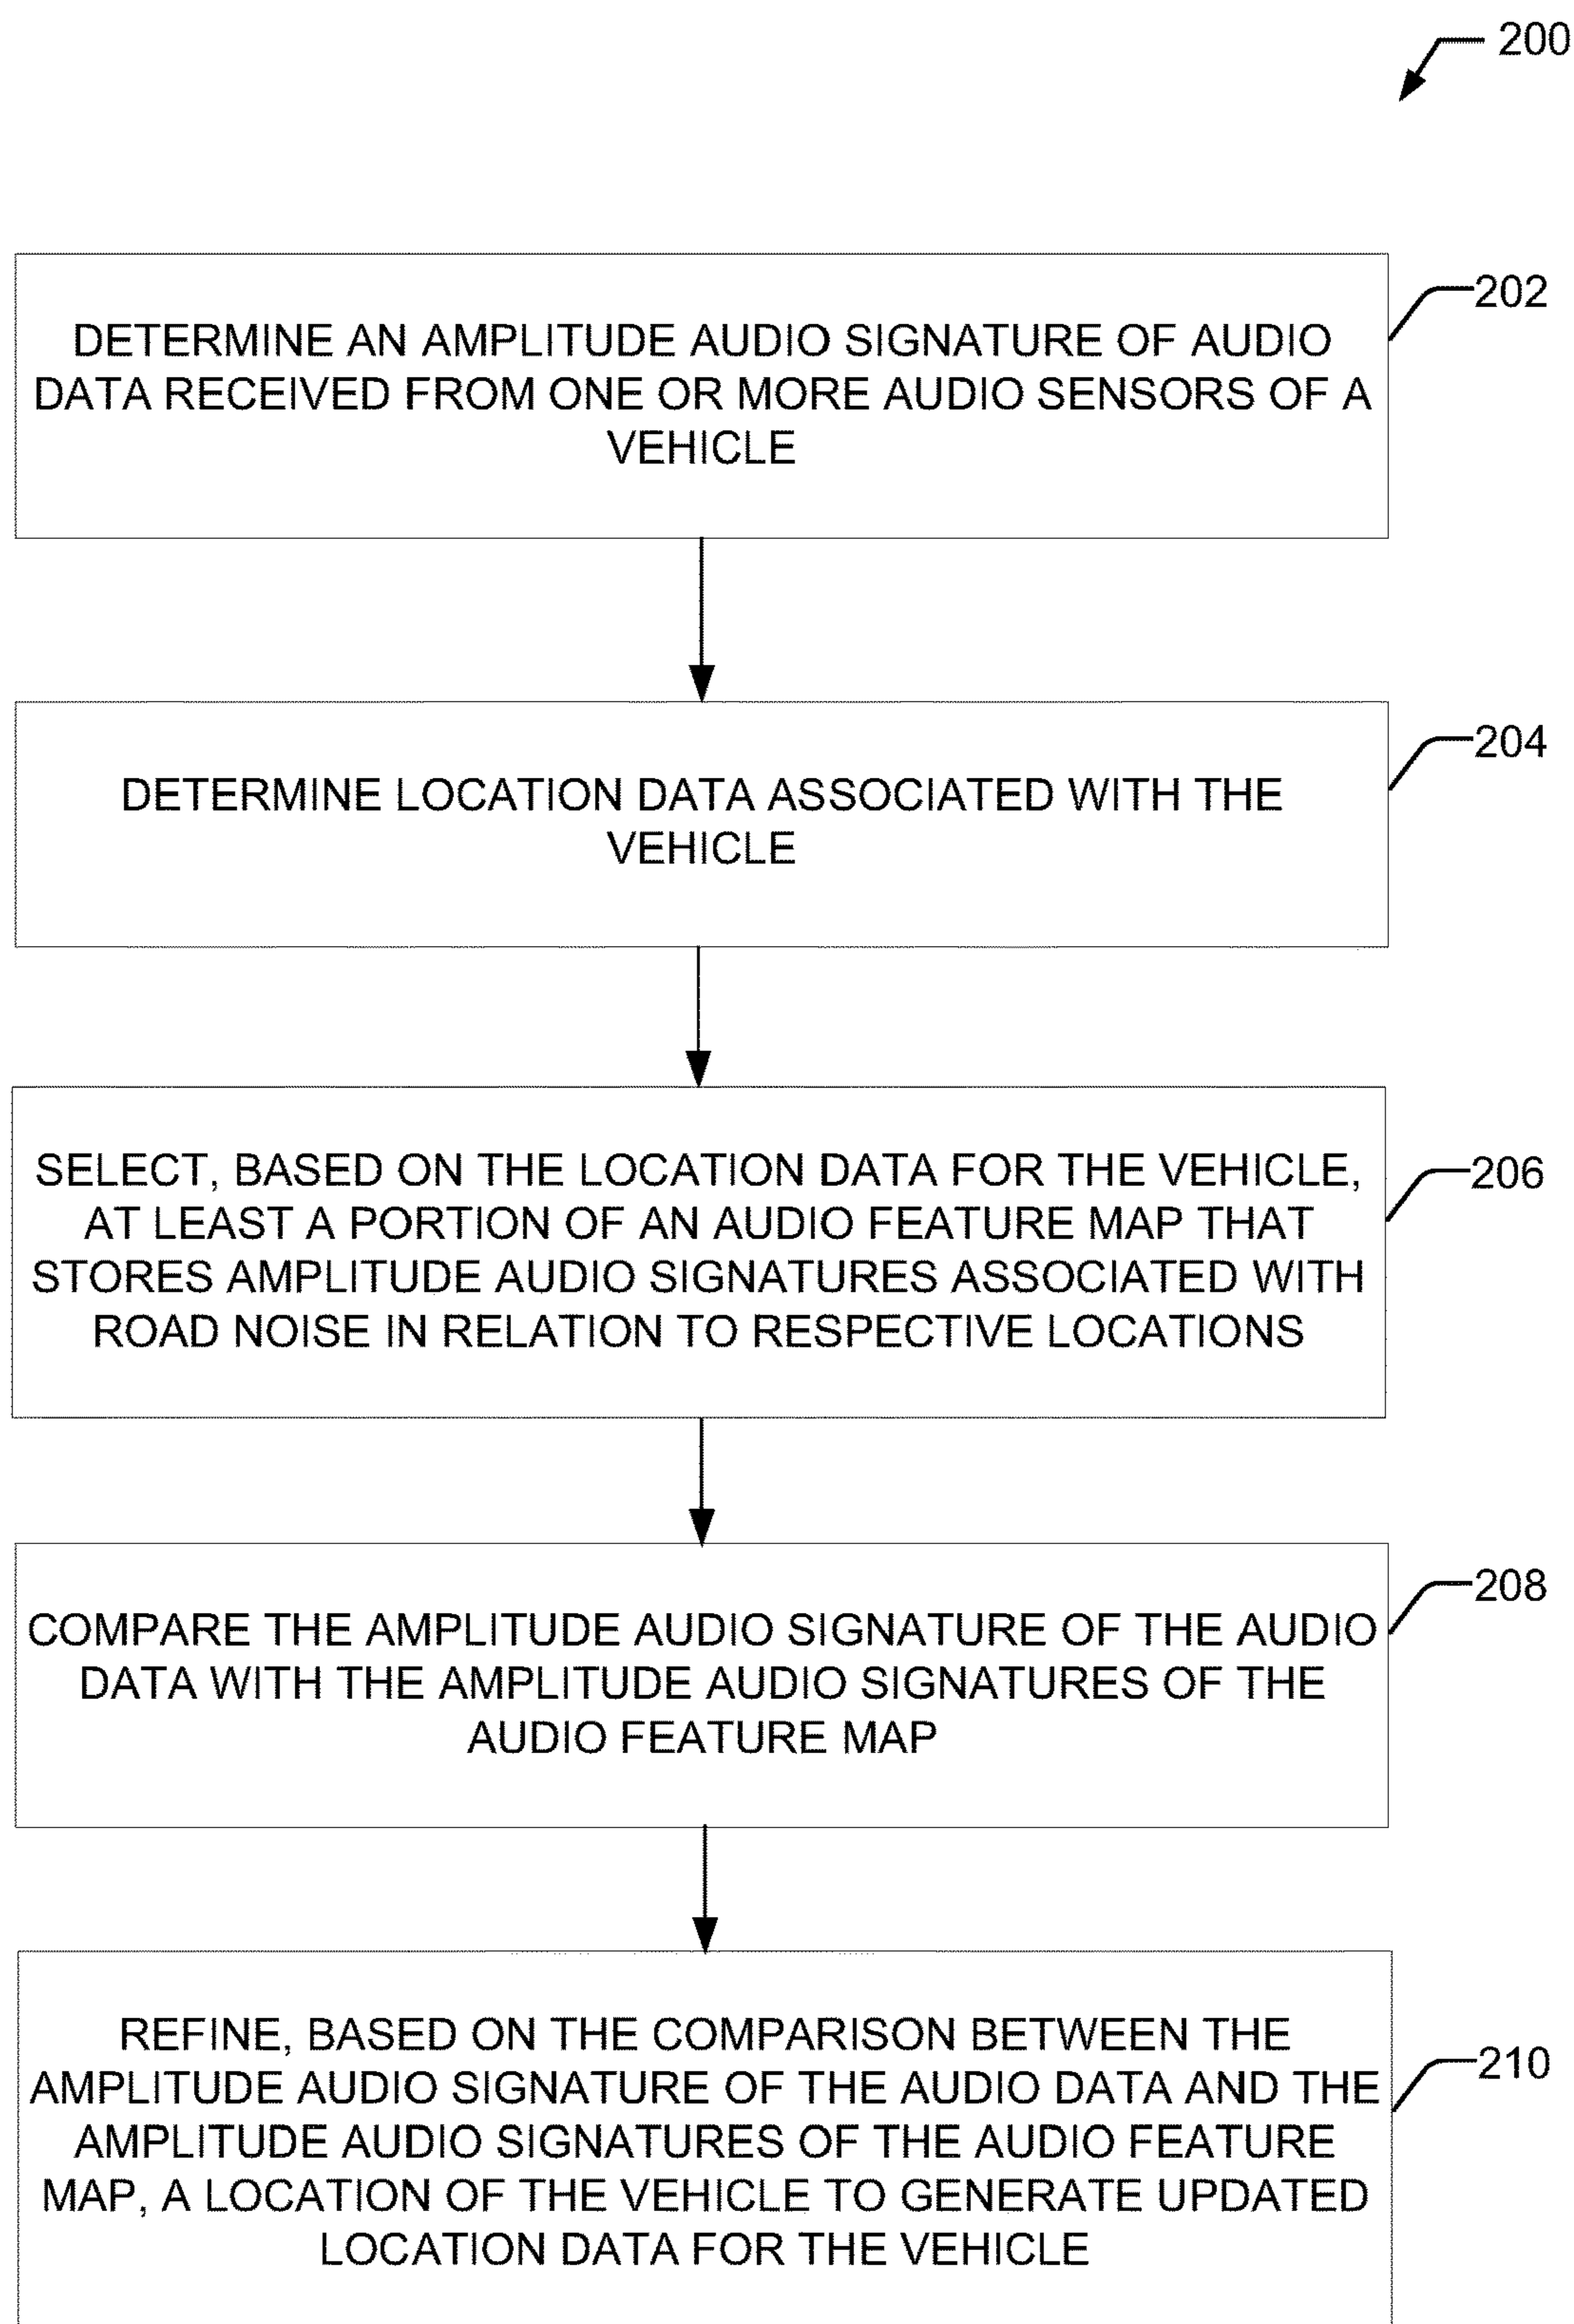 200
202
DETERMINE AN AMPLITUDE AUDIO SIGNATURE OF AUDIO
DATA RECEIVED FROM ONE OR MORE AUDIO SENSORS OF A
VEHICLE
204
DETERMINE LOCATION DATA ASSOCIATED WITH THE
VEHICLE
206
SELECT, BASED ON THE LOCATION DATA FOR THE VEHICLE,
AT LEAST A PORTION OF AN AUDIO FEATURE MAP THAT
STORES AMPLITUDE AUDIO SIGNATURES ASSOCIATED WITH
ROAD NOISE IN RELATION TO RESPECTIVE LOCATIONS
208
COMPARE THE AMPLITUDE AUDIO SIGNATURE OF THE AUDIO
DATA WITH THE AMPLITUDE AUDIO SIGNATURES OF THE
AUDIO FEATURE MAP
REFINE, BASED ON THE COMPARISON BETWEEN THE
210
AMPLITUDE AUDIO SIGNATURE OF THE AUDIO DATA AND THE
AMPLITUDE AUDIO SIGNATURES OF THE AUDIO FEATURE
MAP, A LOCATION OF THE VEHICLE TO GENERATE UPDATED
LOCATION DATA FOR THE VEHICLE